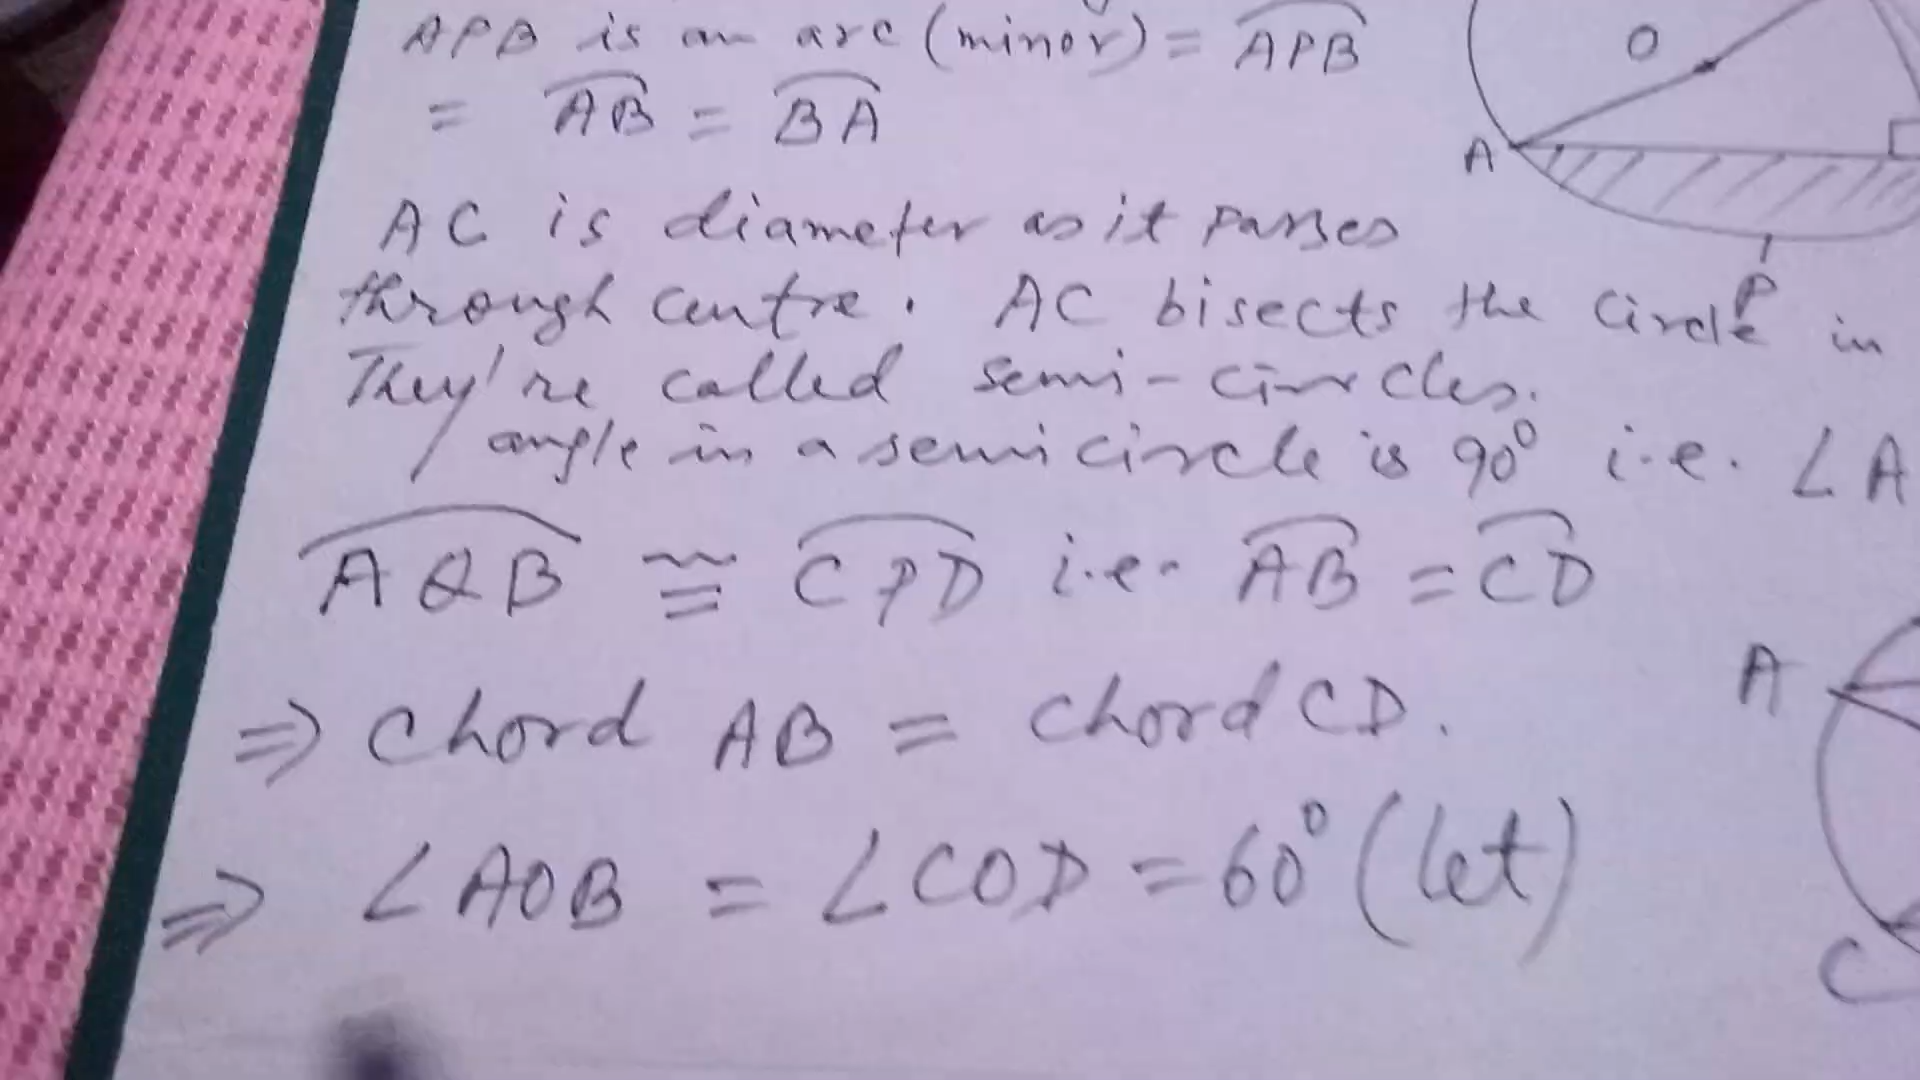 APB is an arc (minor) = APB
= AB = BA
O
A
AC is diameter as it passes
P
through centre. AC bisects the circle in
They're called semi-circles.
angle in a semicircle is 90° i.e. ∠A
AQB ≅ CPD i.e. AB = CD
A
⇒ chord AB = chord CD.
⇒ ∠AOB = ∠COD = 60° (let)
C